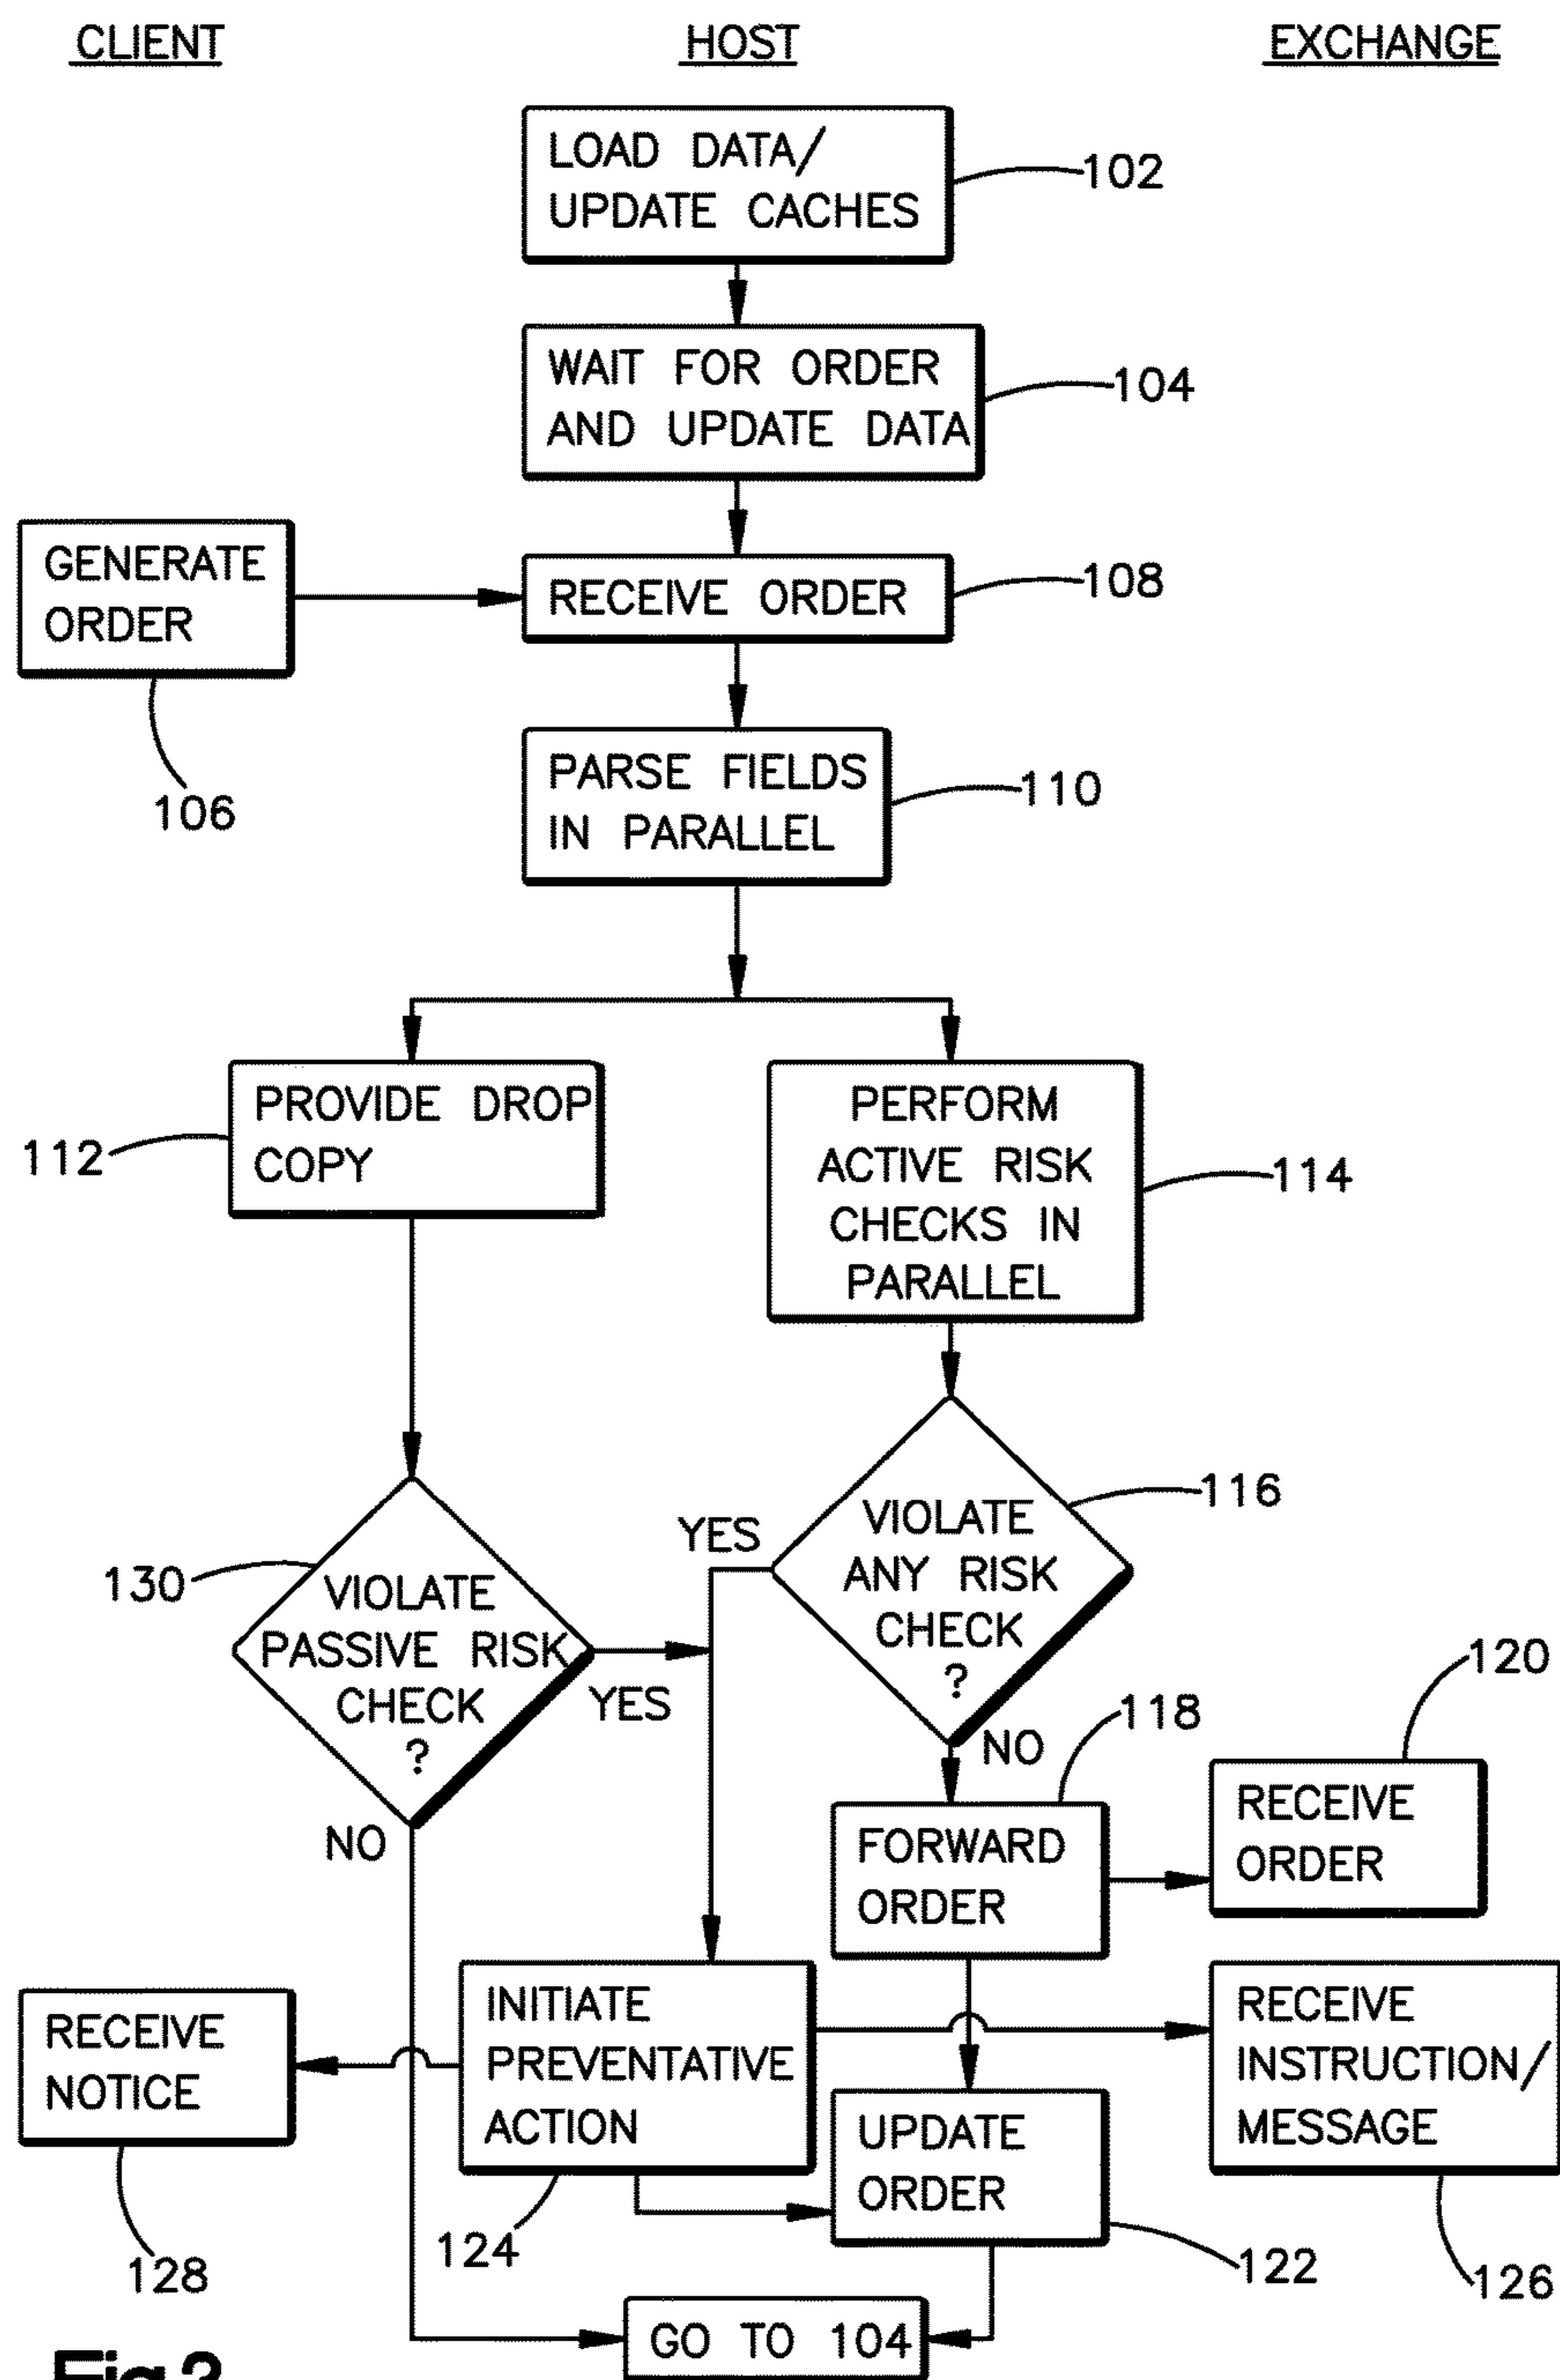 CLIENT
HOST
EXCHANGE
LOAD DATA/
UPDATE CACHES
102
WAIT FOR ORDER
AND UPDATE DATA
104
GENERATE
ORDER
106
RECEIVE ORDER
108
PARSE FIELDS
IN PARALLEL
110
PROVIDE DROP
COPY
112
PERFORM
ACTIVE RISK
CHECKS IN
PARALLEL
114
VIOLATE
ANY RISK
CHECK
?
116
YES
NO
130
VIOLATE
PASSIVE RISK
CHECK
?
YES
NO
118
FORWARD
ORDER
120
RECEIVE
ORDER
RECEIVE
NOTICE
128
INITIATE
PREVENTATIVE
ACTION
124
UPDATE
ORDER
122
RECEIVE
INSTRUCTION/
MESSAGE
126
GO TO 104